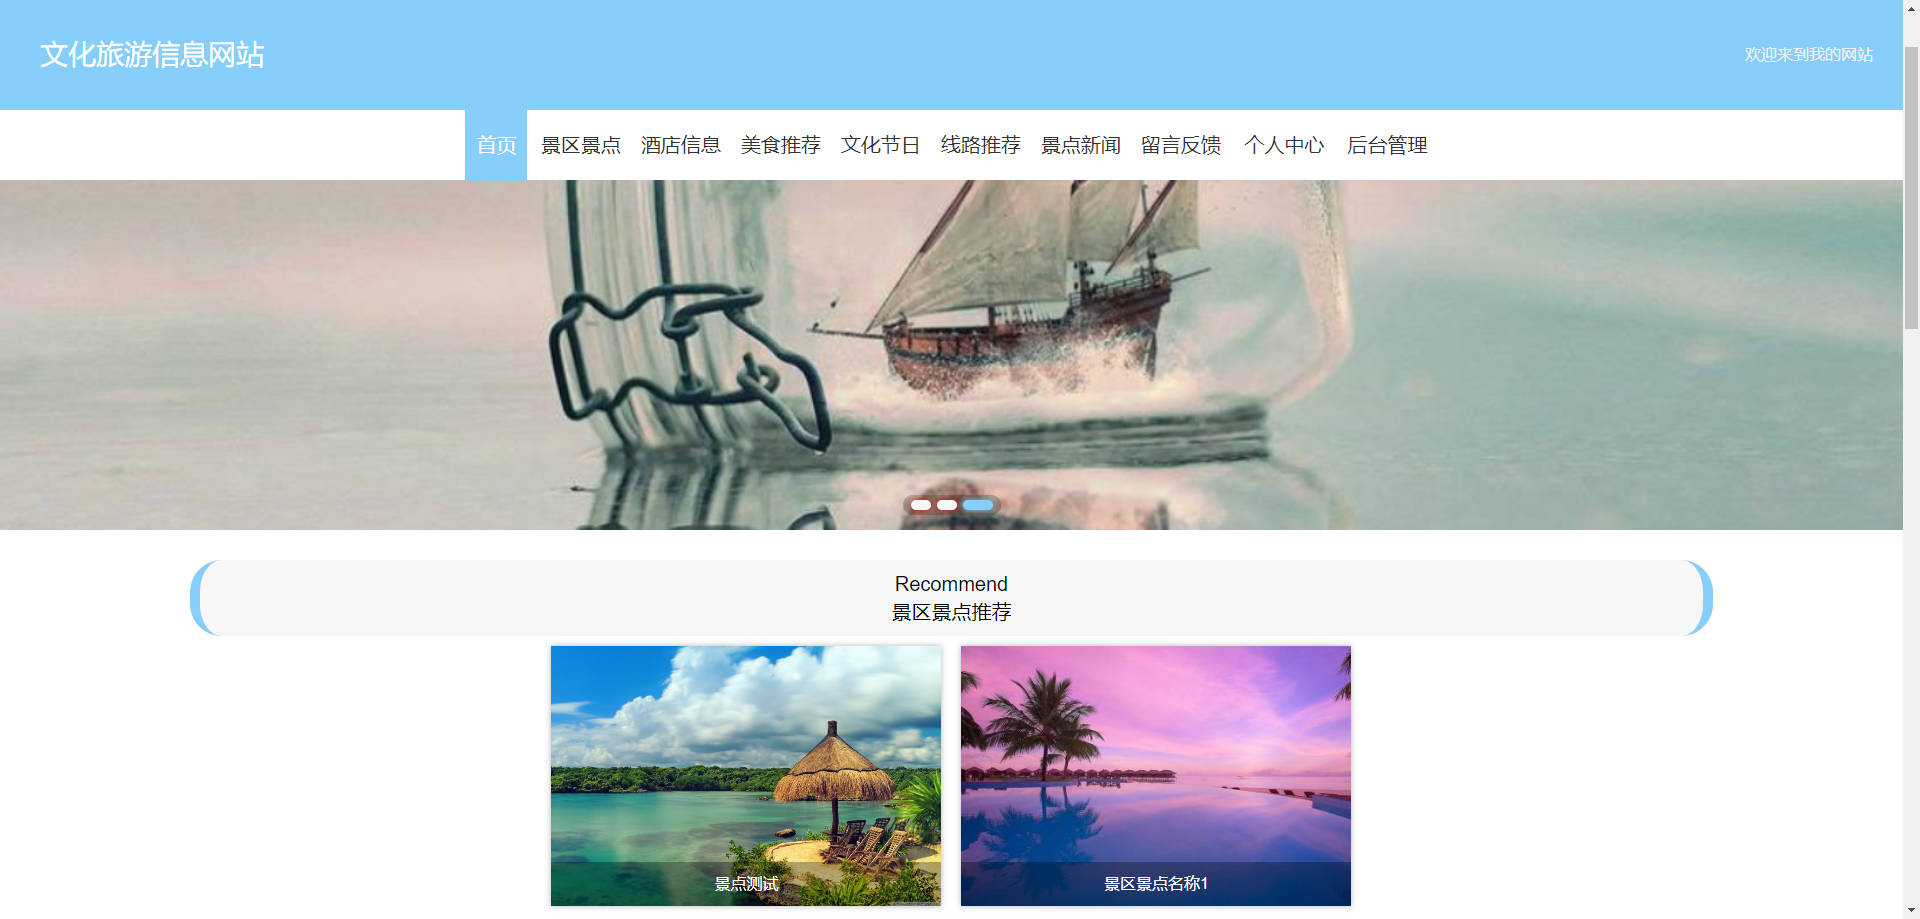 文化旅游信息网站
欢迎来到我的网站
首页 景区景点 酒店信息 美食推荐 文化节日 线路推荐 景点新闻 留言反馈 个人中心 后台管理
Recommend
景区景点推荐
景点测试
景区景点名称1